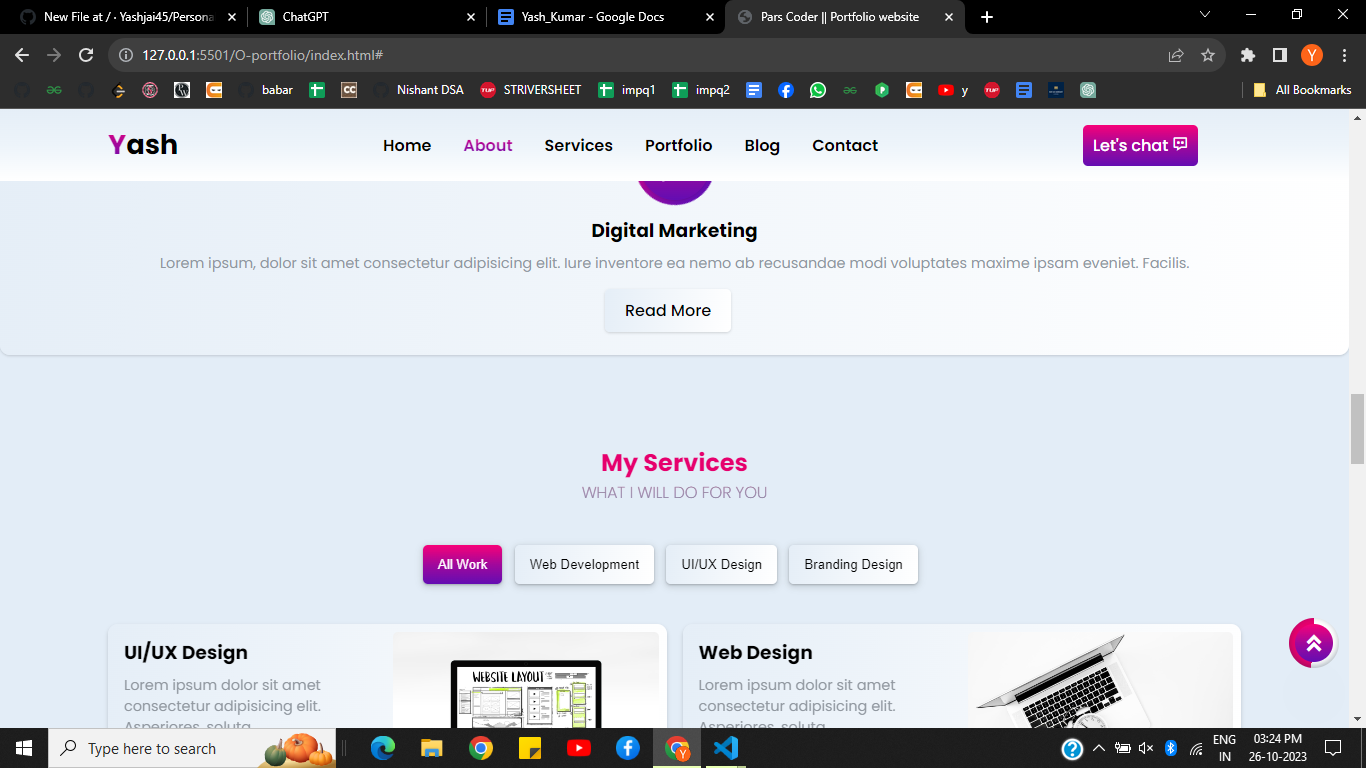 New File at / · Yashjai45/Persona
ChatGPT
Yash_Kumar - Google Docs
Pars Coder || Portfolio website
127.0.0.1:5501/O-portfolio/index.html#
Y
babar
CC
Nishant DSA
TUF
STRIVERSHEET
impq1
impq2
y
TUF
All Bookmarks
Yash
Home
About
Services
Portfolio
Blog
Contact
Let's chat
Digital Marketing
Lorem ipsum, dolor sit amet consectetur adipisicing elit. Iure inventore ea nemo ab recusandae modi voluptates maxime ipsam eveniet. Facilis.
Read More
My Services
WHAT I WILL DO FOR YOU
All Work
Web Development
UI/UX Design
Branding Design
UI/UX Design
Lorem ipsum dolor sit amet
consectetur adipisicing elit.
Asperiores, soluta
WEBSITE LAYOUT
Web Design
Lorem ipsum dolor sit amet
consectetur adipisicing elit.
Asperiores, soluta
Type here to search
ENG
IN
03:24 PM
26-10-2023